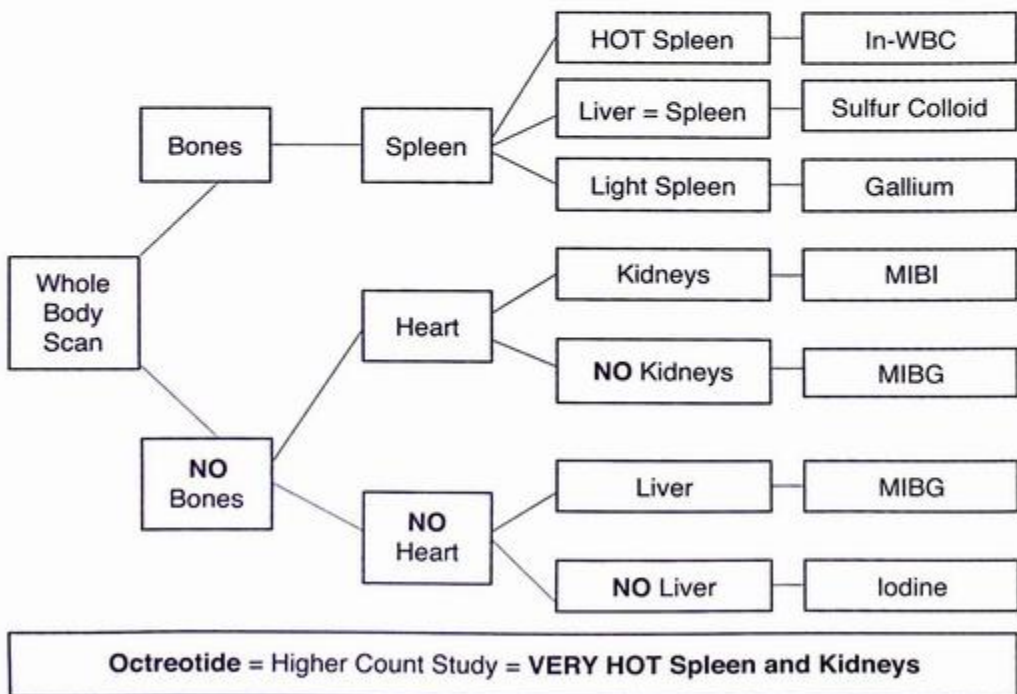 HOT Spleen
In-WBC
Bones
Spleen
Liver = Spleen
Sulfur Colloid
Light Spleen
Gallium
Whole
Body
Scan
Heart
Kidneys
MIBI
NO Kidneys
MIBG
NO
Bones
NO
Heart
Liver
MIBG
NO Liver
Iodine
Octreotide = Higher Count Study = VERY HOT Spleen and Kidneys